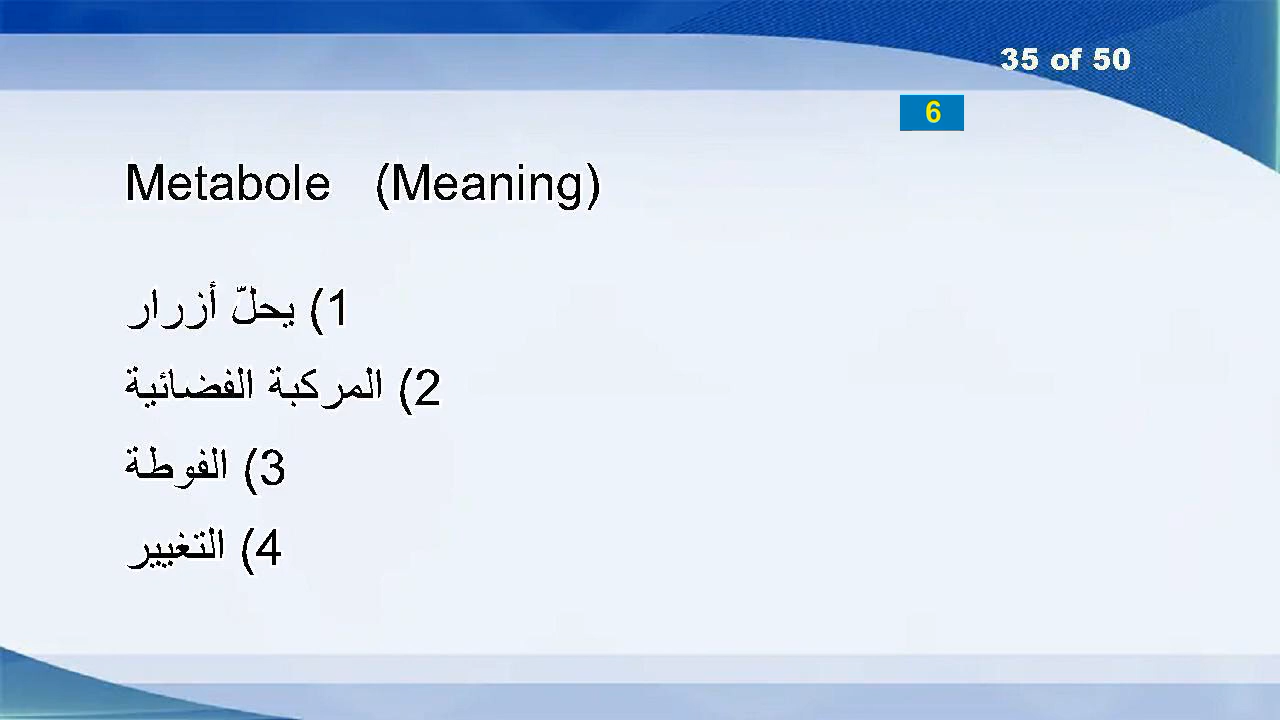 35 of 50
6
Metabole (Meaning)
1) يحلّ أزرار
2) المركبة الفضائية
3) الفوطة
4) التغيير